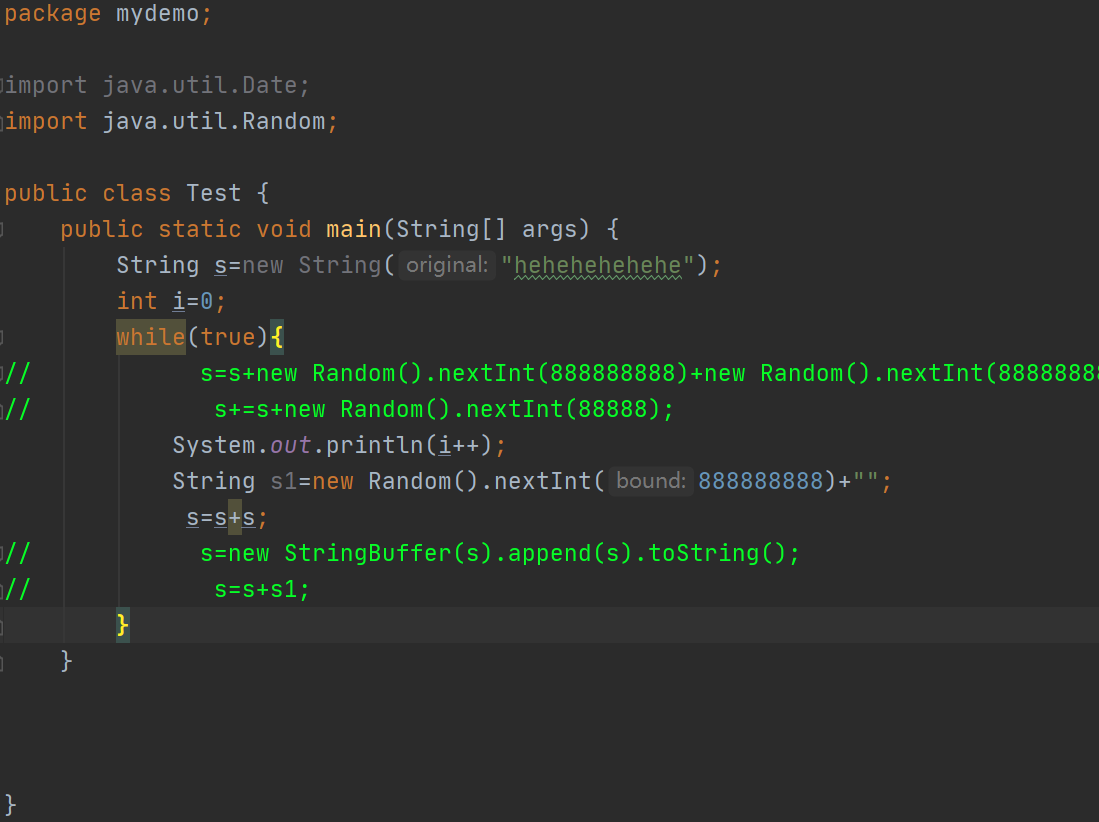 package mydemo;
import java.util.Date;
import java.util.Random;
public class Test {
    public static void main(String[] args) {
        String s=new String( original: "hehehehehehe");
        int i=0;
        while(true){
//            s=s+new Random().nextInt(888888888)+new Random().nextInt(8888888
//             s+=s+new Random().nextInt(88888);
            System.out.println(i++);
            String s1=new Random().nextInt( bound: 888888888)+"";
             s=s+s;
//            s=new StringBuffer(s).append(s).toString();
//             s=s+s1;
        }
    }
}